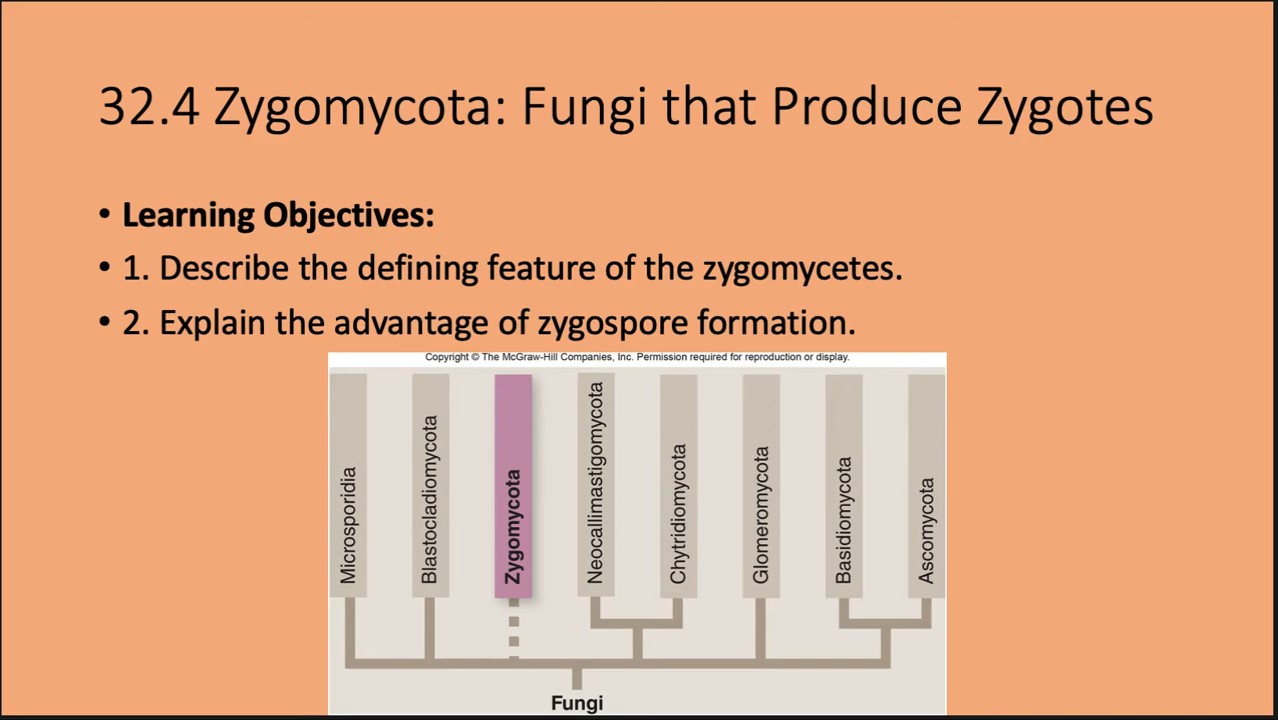 32.4 Zygomycota: Fungi that Produce Zygotes
• Learning Objectives:
• 1. Describe the defining feature of the zygomycetes.
• 2. Explain the advantage of zygospore formation.
Copyright © The McGraw-Hill Companies, Inc. Permission required for reproduction or display.
Microsporidia
Blastocladiomycota
Zygomycota
Neocallimastigomycota
Chytridiomycota
Glomeromycota
Basidiomycota
Ascomycota
Fungi